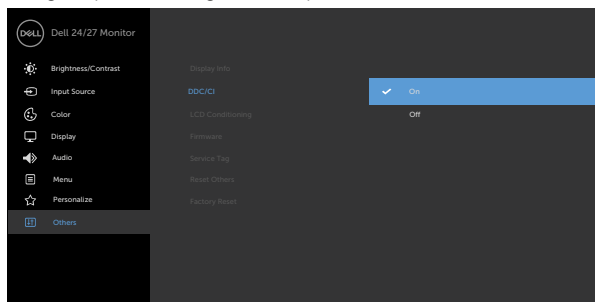 DELL Dell 24/27 Monitor
Brightness/Contrast Display Info
Input Source DDC/CI On
Color LCD Conditioning Off
Display Firmware
Audio Service Tag
Menu Reset Others
Personalize Factory Reset
Others